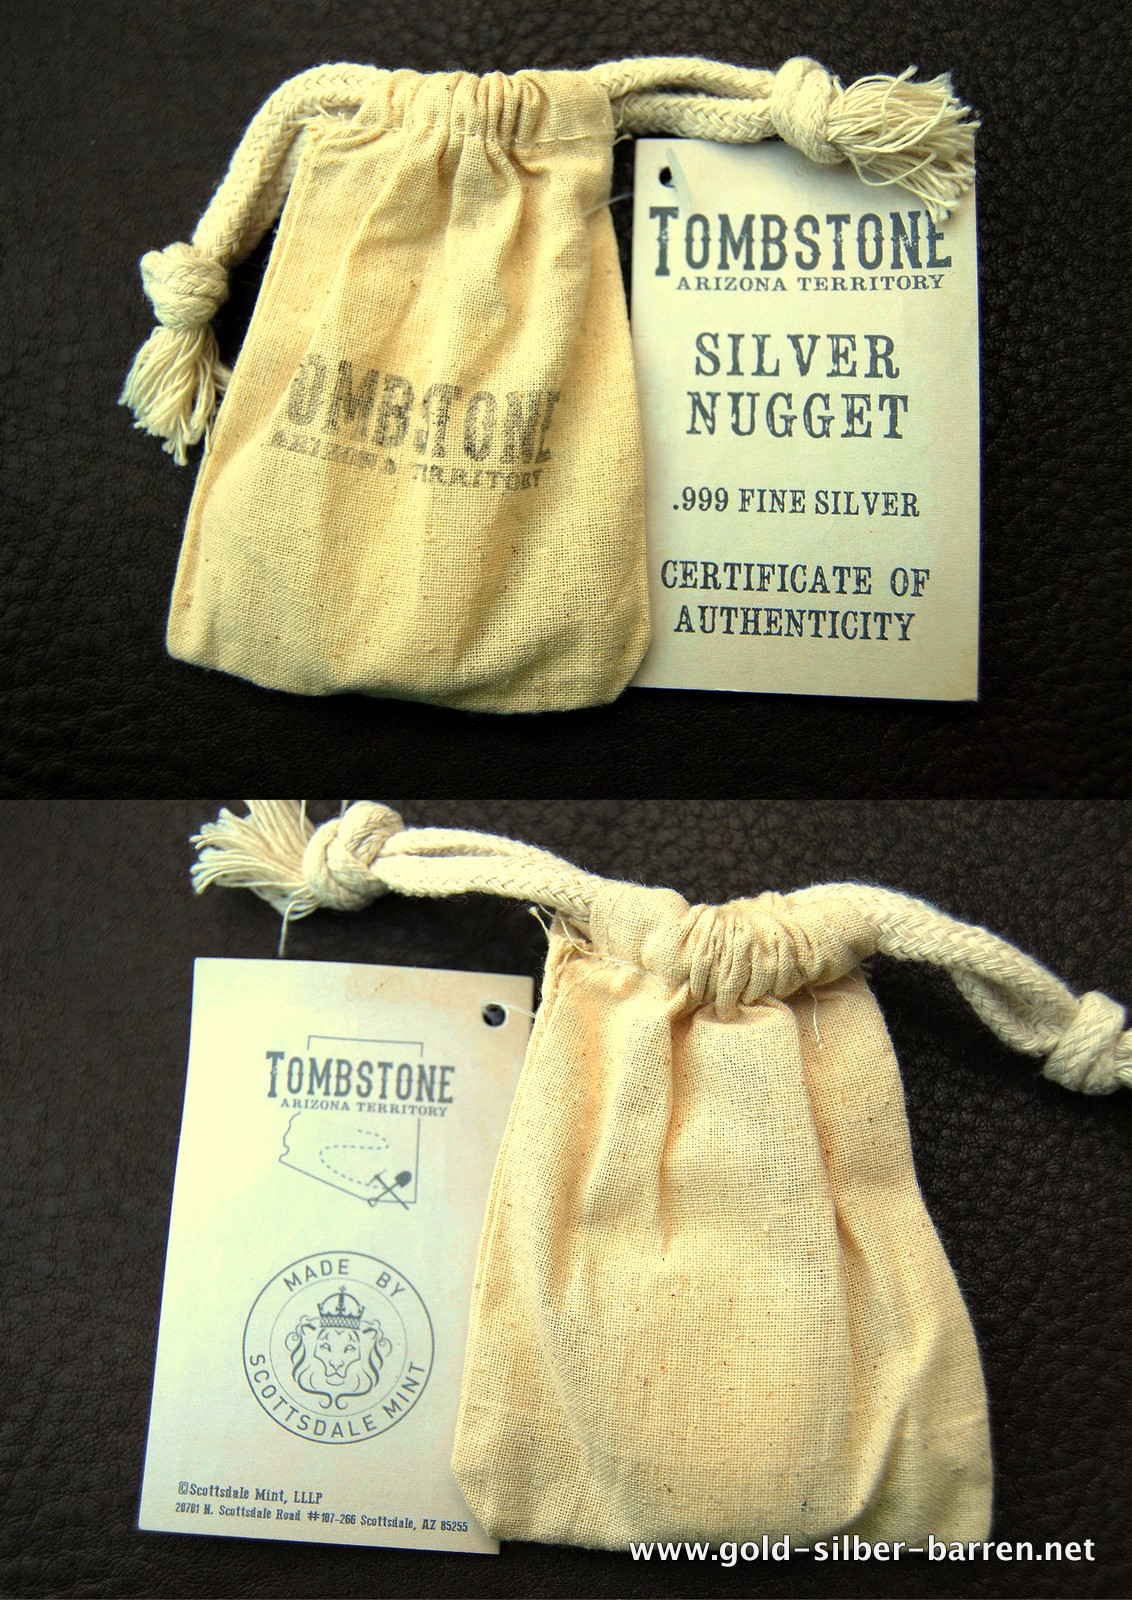 TOMBSTONE
ARIZONA TERRITORY
SILVER
NUGGET
.999 FINE SILVER
CERTIFICATE OF
AUTHENTICITY
OMBSTONE
ARIZONA TERRITORY
TOMBSTONE
ARIZONA TERRITORY
MADE BY
SCOTTSDALE MINT
©Scottsdale Mint, LLLP
20701 N. Scottsdale Road #107-266 Scottsdale, AZ 85255
www.gold-silber-barren.net